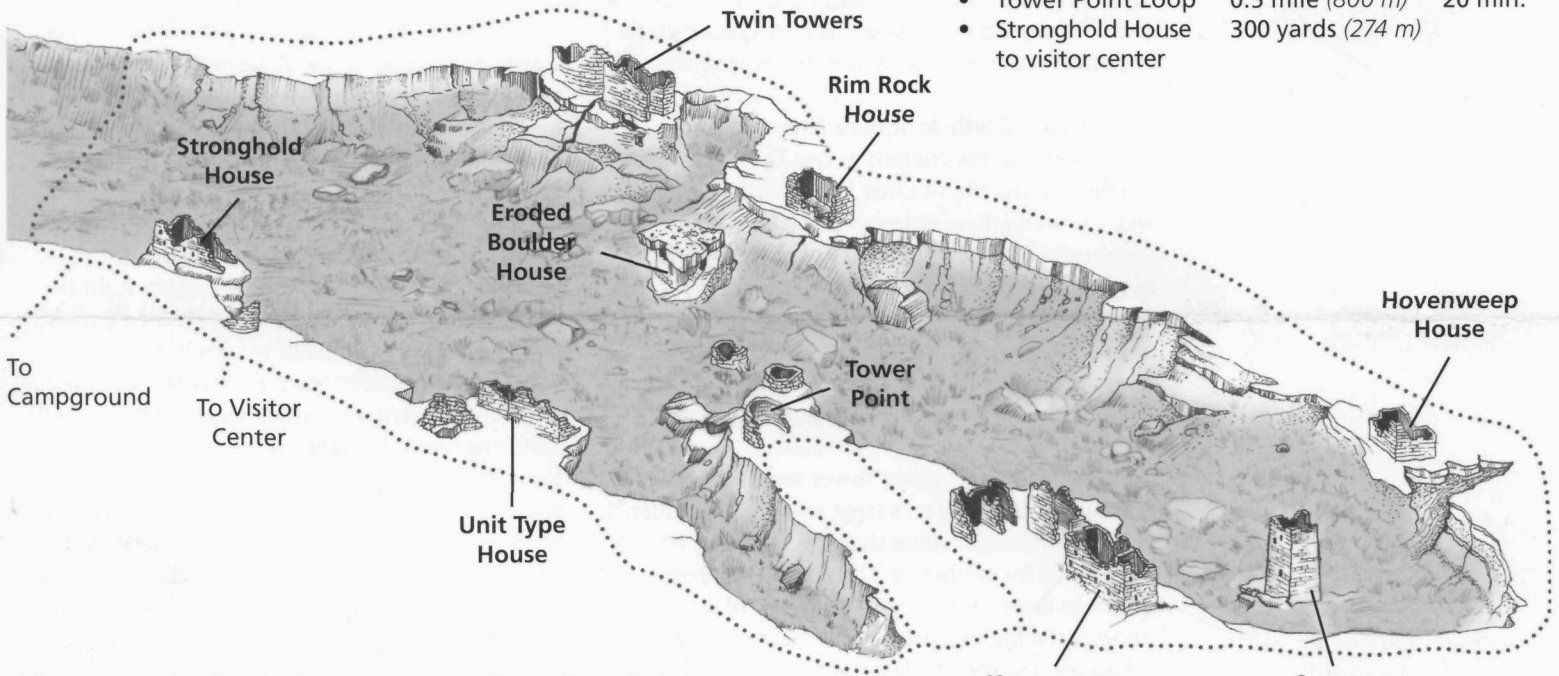 • Tower Point Loop 0.5 mile (800 m) 20 min.
• Stronghold House 300 yards (274 m)
to visitor center
Twin Towers
Rim Rock
House
Stronghold
House
Eroded
Boulder
House
Hovenweep
House
To
Campground
To Visitor
Center
Tower
Point
Unit Type
House